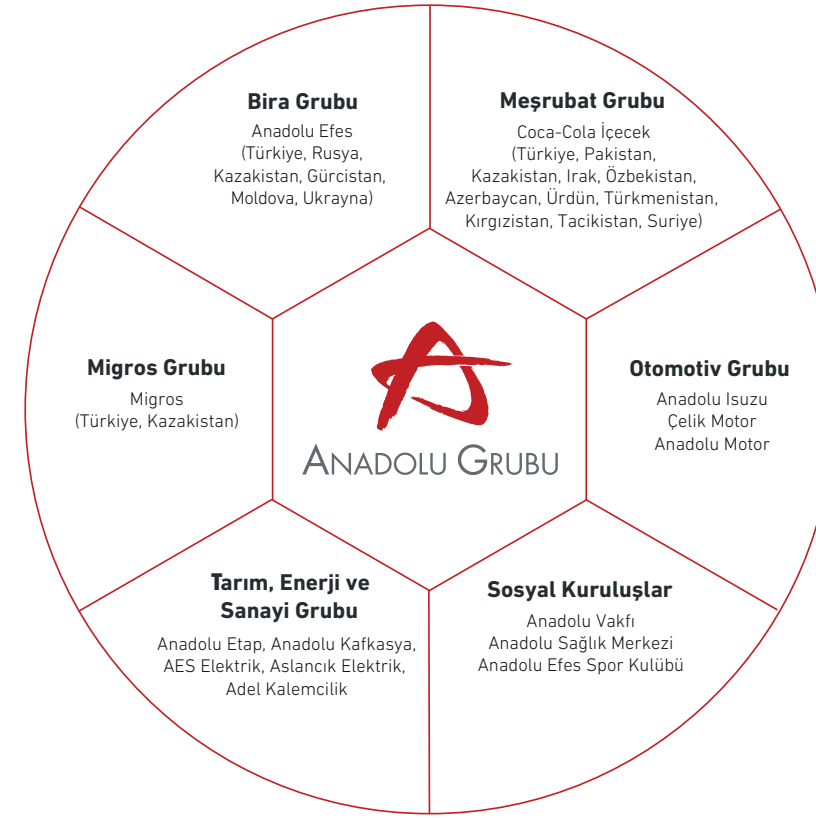 Bira Grubu
Anadolu Efes
(Türkiye, Rusya,
Kazakistan, Gürcistan,
Moldova, Ukrayna)
Meşrubat Grubu
Coca-Cola İçecek
(Türkiye, Pakistan,
Kazakistan, Irak, Özbekistan,
Azerbaycan, Ürdün, Türkmenistan,
Kırgızistan, Tacikistan, Suriye)
Migros Grubu
Migros
(Türkiye, Kazakistan)
ANADOLU GRUBU
Otomotiv Grubu
Anadolu Isuzu
Çelik Motor
Anadolu Motor
Tarım, Enerji ve
Sanayi Grubu
Anadolu Etap, Anadolu Kafkasya,
AES Elektrik, Aslancık Elektrik,
Adel Kalemcilik
Sosyal Kuruluşlar
Anadolu Vakfı
Anadolu Sağlık Merkezi
Anadolu Efes Spor Kulübü